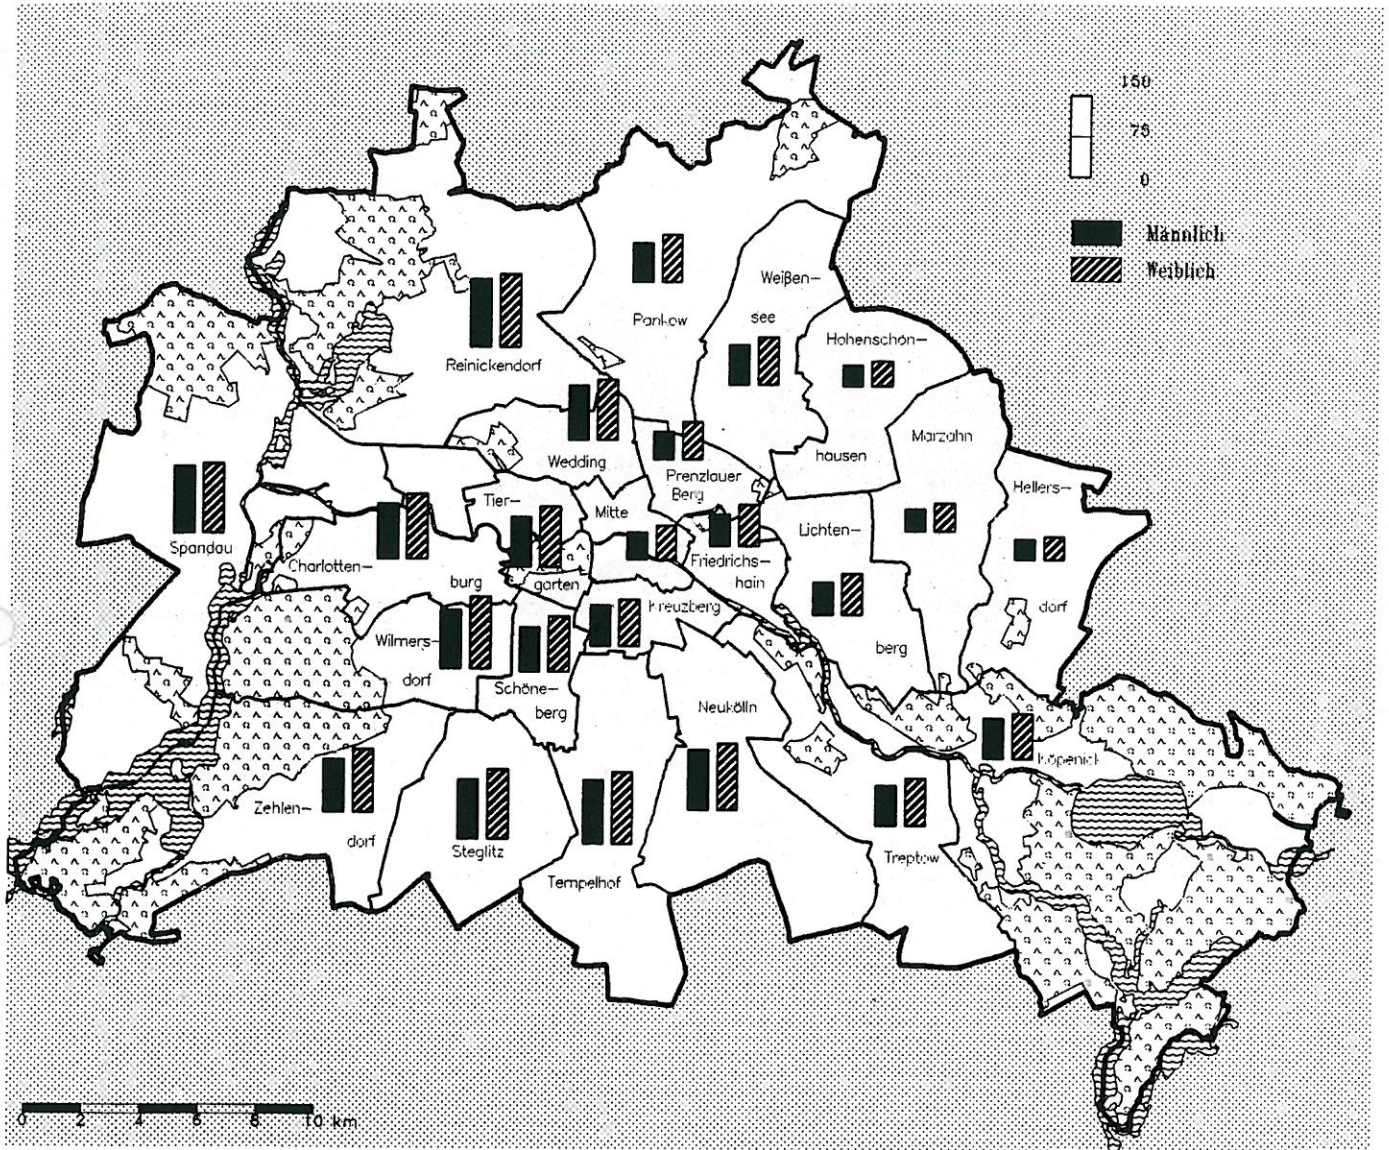 150
75
0
Männlich
Weiblich
Weißen-
see
Pankow
Hohenschön-
hausen
Reinickendorf
Marzahn
Wedding
Prenzlauer
Berg
Hellers-
dorf
Tier-
garten
Mitte
Lichten-
berg
Spandau
Charlotten-
burg
Friedrichs-
hain
Kreuzberg
Wilmers-
dorf
Schöne-
berg
Neukölln
Köpenick
Zehlen-
dorf
Steglitz
Tempelhof
Treptow
0 2 4 6 8 10 km